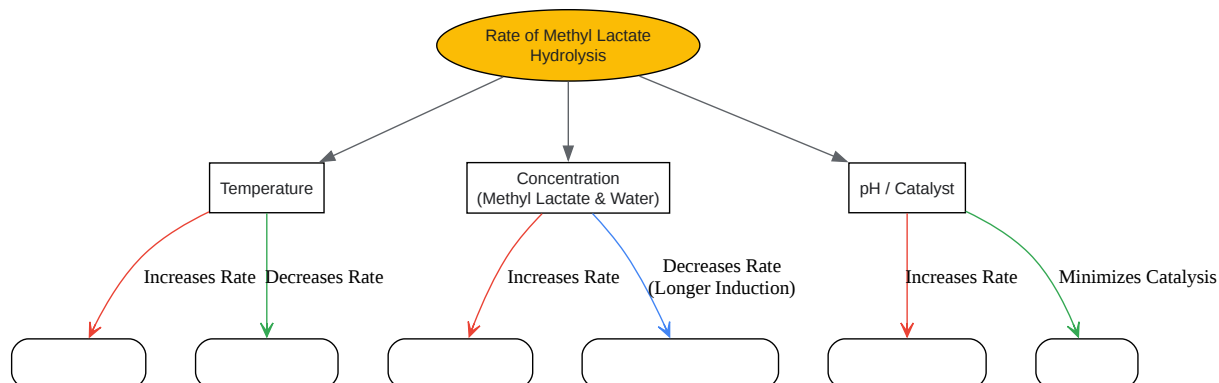 Rate of Methyl Lactate
Hydrolysis
Temperature
Concentration
(Methyl Lactate & Water)
pH / Catalyst
Increases Rate
Decreases Rate
Increases Rate
Decreases Rate
(Longer Induction)
Increases Rate
Minimizes Catalysis